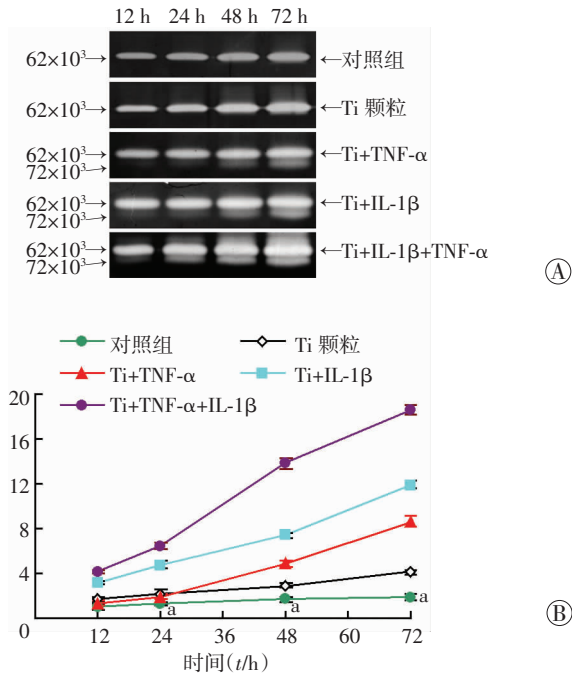 12 h 24 h 48 h 72 h
62×10³→ ←对照组
62×10³→ ←Ti 颗粒
62×10³→ ←Ti+TNF-α
72×10³→
62×10³→ ←Ti+IL-1β
72×10³→
62×10³→ ←Ti+IL-1β+TNF-α
72×10³→
Ⓐ
对照组 Ti 颗粒
Ti+TNF-α Ti+IL-1β
Ti+TNF-α+IL-1β
20
16
12
8
4
0
a a a
12 24 36 48 60 72
时间(t/h)
Ⓑ